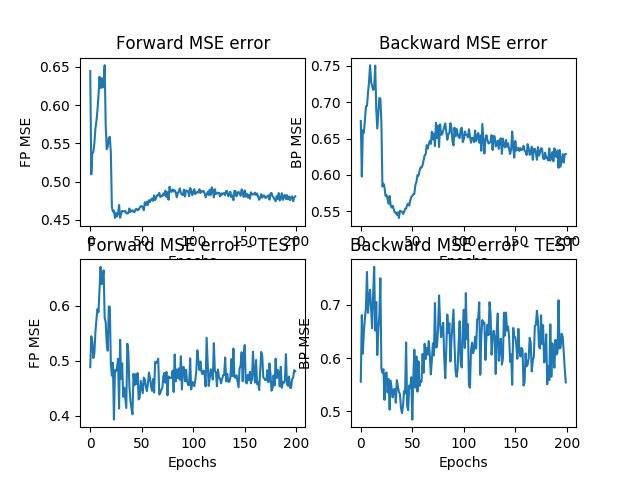 Forward MSE error
Backward MSE error
FP MSE
0.65
0.60
0.55
0.50
0.45
0 50 100 150 200
Epochs
BP MSE
0.75
0.70
0.65
0.60
0.55
0 50 100 150 200
Epochs
Forward MSE error - TEST
Backward MSE error - TEST
FP MSE
0.6
0.5
0.4
0 50 100 150 200
Epochs
BP MSE
0.7
0.6
0.5
0 50 100 150 200
Epochs